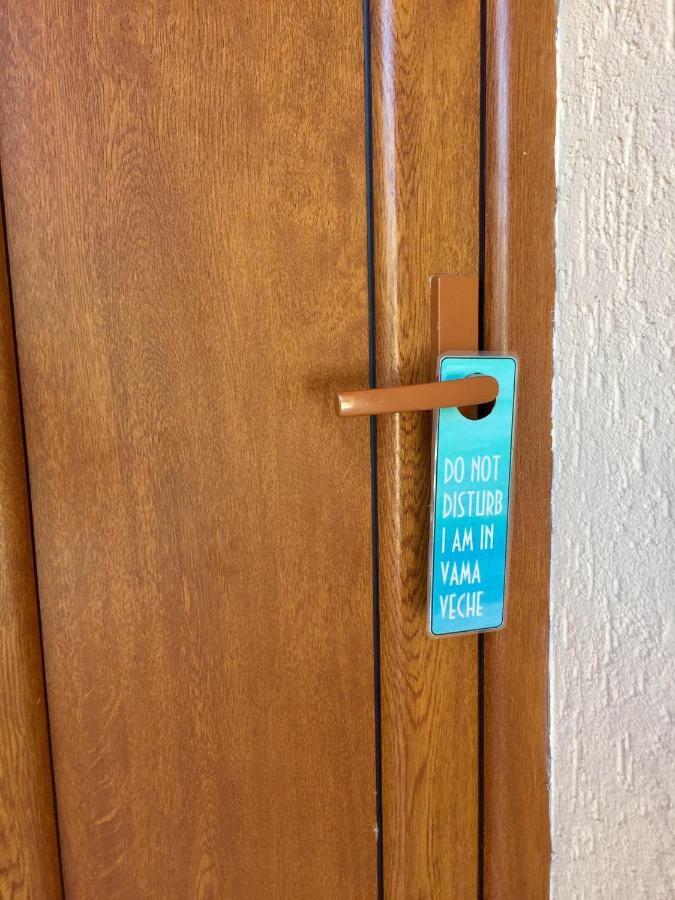 DO NOT
DISTURB
I AM IN
VAMA
VECHE